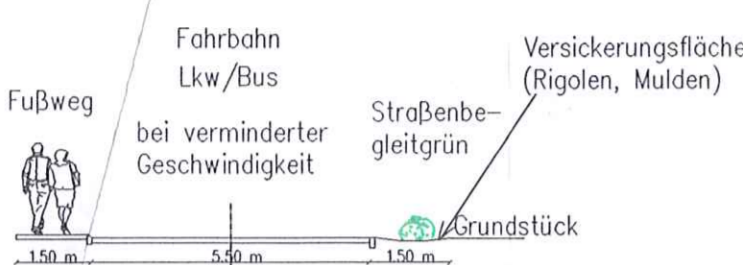 Fußweg
Fahrbahn
Lkw/Bus
bei verminderter
Geschwindigkeit
Straßenbe-
gleitgrün
Versickerungsfläche
(Rigolen, Mulden)
Grundstück
1.50 m
5.50 m
1.50 m